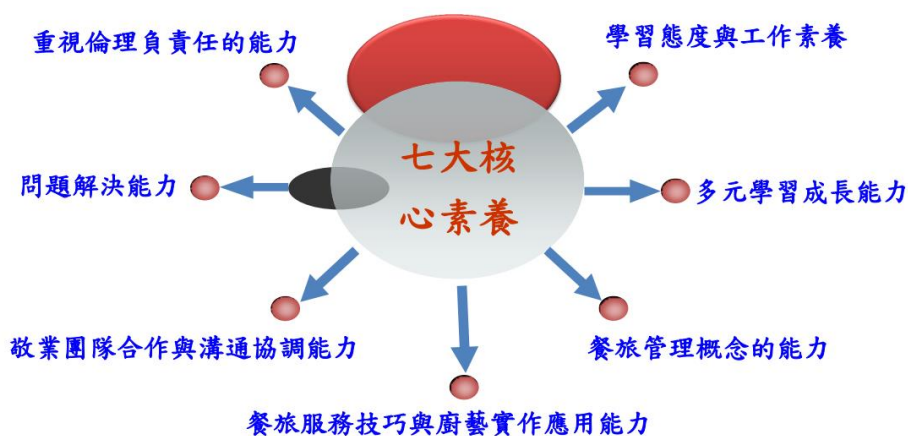 重視倫理負責任的能力
學習態度與工作素養
七大核
心素養
問題解決能力
多元學習成長能力
敬業團隊合作與溝通協調能力
餐旅管理概念的能力
餐旅服務技巧與廚藝實作應用能力